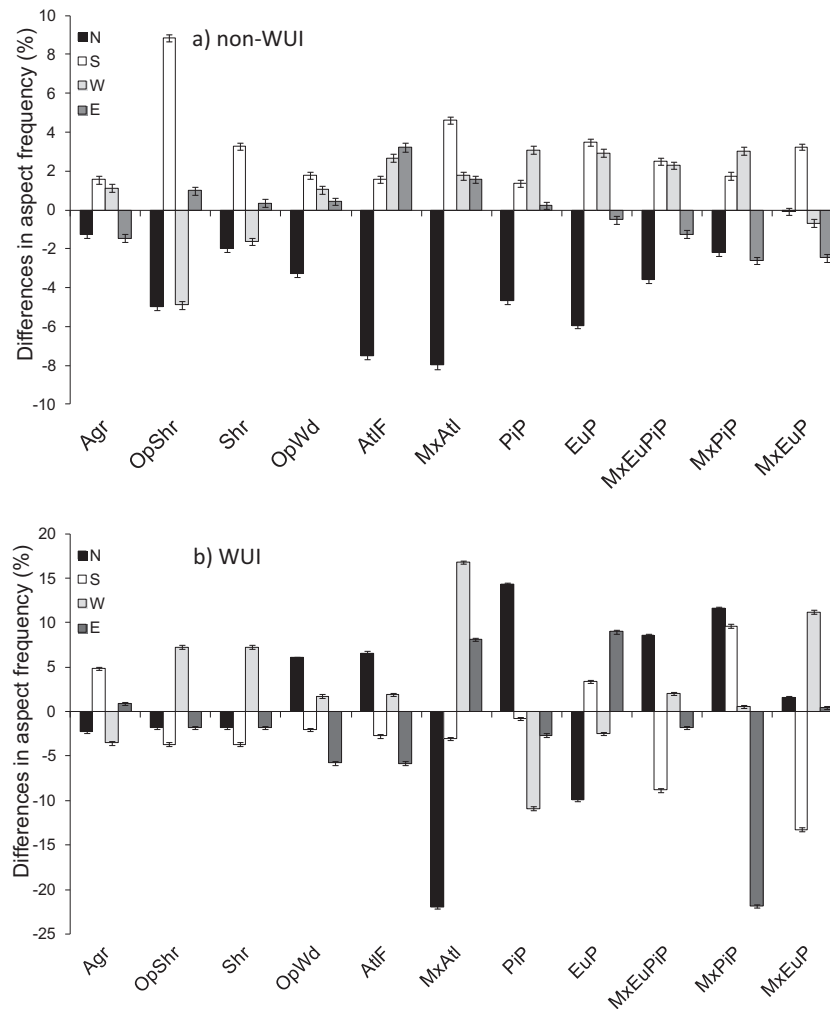 a) non-WUI
N
S
W
E
Differences in aspect frequency (%)
10
8
6
4
2
0
-2
-4
-6
-8
-10
Agr
OpShr
Shr
OpWd
AtlF
MxAtl
PiP
EuP
MxEuPiP
MxPiP
MxEuP
b) WUI
N
S
W
E
Differences in aspect frequency (%)
20
15
10
5
0
-5
-10
-15
-20
-25
Agr
OpShr
Shr
OpWd
AtlF
MxAtl
PiP
EuP
MxEuPiP
MxPiP
MxEuP